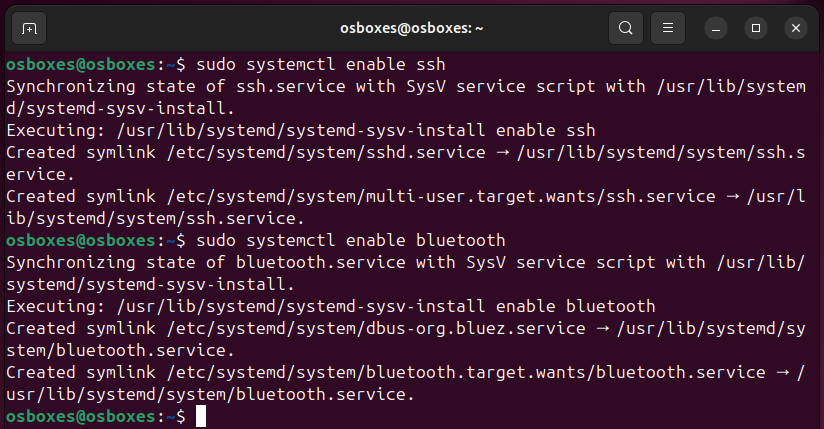 osboxes@osboxes: ~
osboxes@osboxes:~$ sudo systemctl enable ssh
Synchronizing state of ssh.service with SysV service script with /usr/lib/system
d/systemd-sysv-install.
Executing: /usr/lib/systemd/systemd-sysv-install enable ssh
Created symlink /etc/systemd/system/sshd.service → /usr/lib/systemd/system/ssh.s
ervice.
Created symlink /etc/systemd/system/multi-user.target.wants/ssh.service → /usr/l
ib/systemd/system/ssh.service.
osboxes@osboxes:~$ sudo systemctl enable bluetooth
Synchronizing state of bluetooth.service with SysV service script with /usr/lib/
systemd/systemd-sysv-install.
Executing: /usr/lib/systemd/systemd-sysv-install enable bluetooth
Created symlink /etc/systemd/system/dbus-org.bluez.service → /usr/lib/systemd/sy
stem/bluetooth.service.
Created symlink /etc/systemd/system/bluetooth.target.wants/bluetooth.service → /
usr/lib/systemd/system/bluetooth.service.
osboxes@osboxes:~$